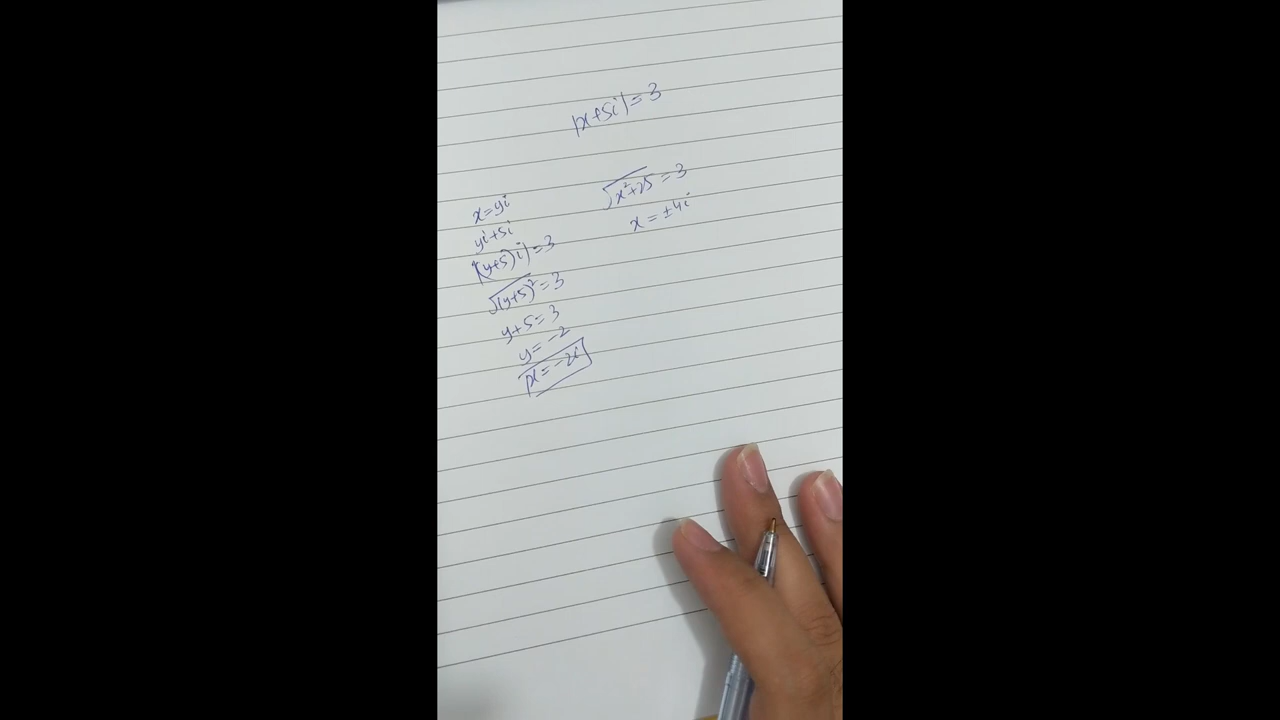 |x+5i|=3
√x²+25 = 3
x = ±4i
x=yi
yi+5i
|(y+5)i|=3
√(y+5)²=3
y+5=3
y=-2
x=-2i